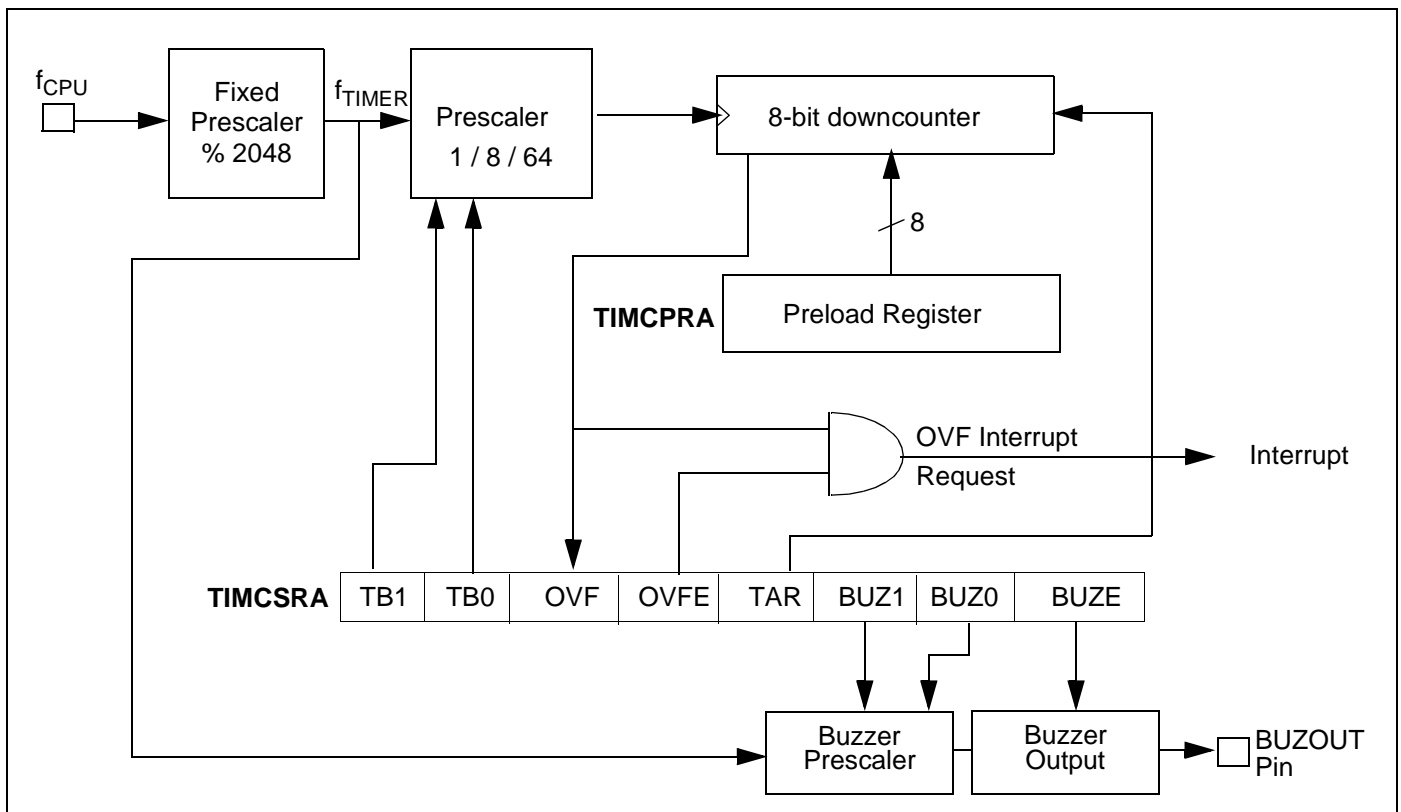 fCPU
Fixed
Prescaler
% 2048
fTIMER
Prescaler
1 / 8 / 64
8-bit downcounter
8
TIMCPRA
Preload Register
OVF Interrupt
Request
Interrupt
TIMCSRA TB1 TB0 OVF OVFE TAR BUZ1 BUZ0 BUZE
Buzzer
Prescaler
Buzzer
Output
BUZOUT
Pin